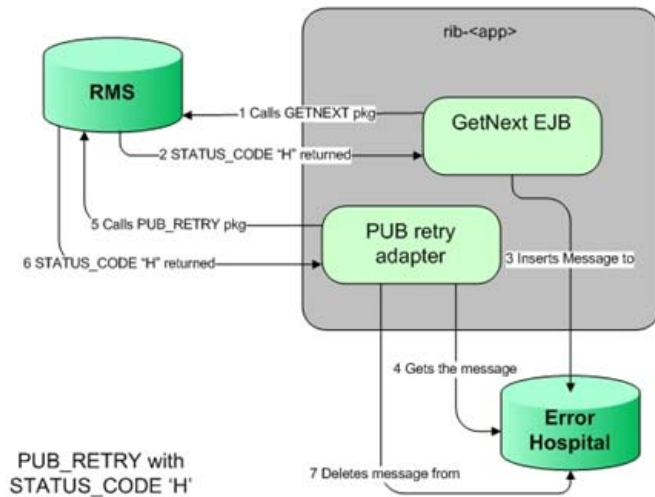 rib-<app>
RMS
1 Calls GETNEXT pkg
GetNext EJB
2 STATUS_CODE “H” returned
5 Calls PUB_RETRY pkg
PUB retry
adapter
6 STATUS_CODE “H” returned
3 Inserts Message to
4 Gets the message
Error
Hospital
PUB_RETRY with
STATUS_CODE ‘H’
7 Deletes message from